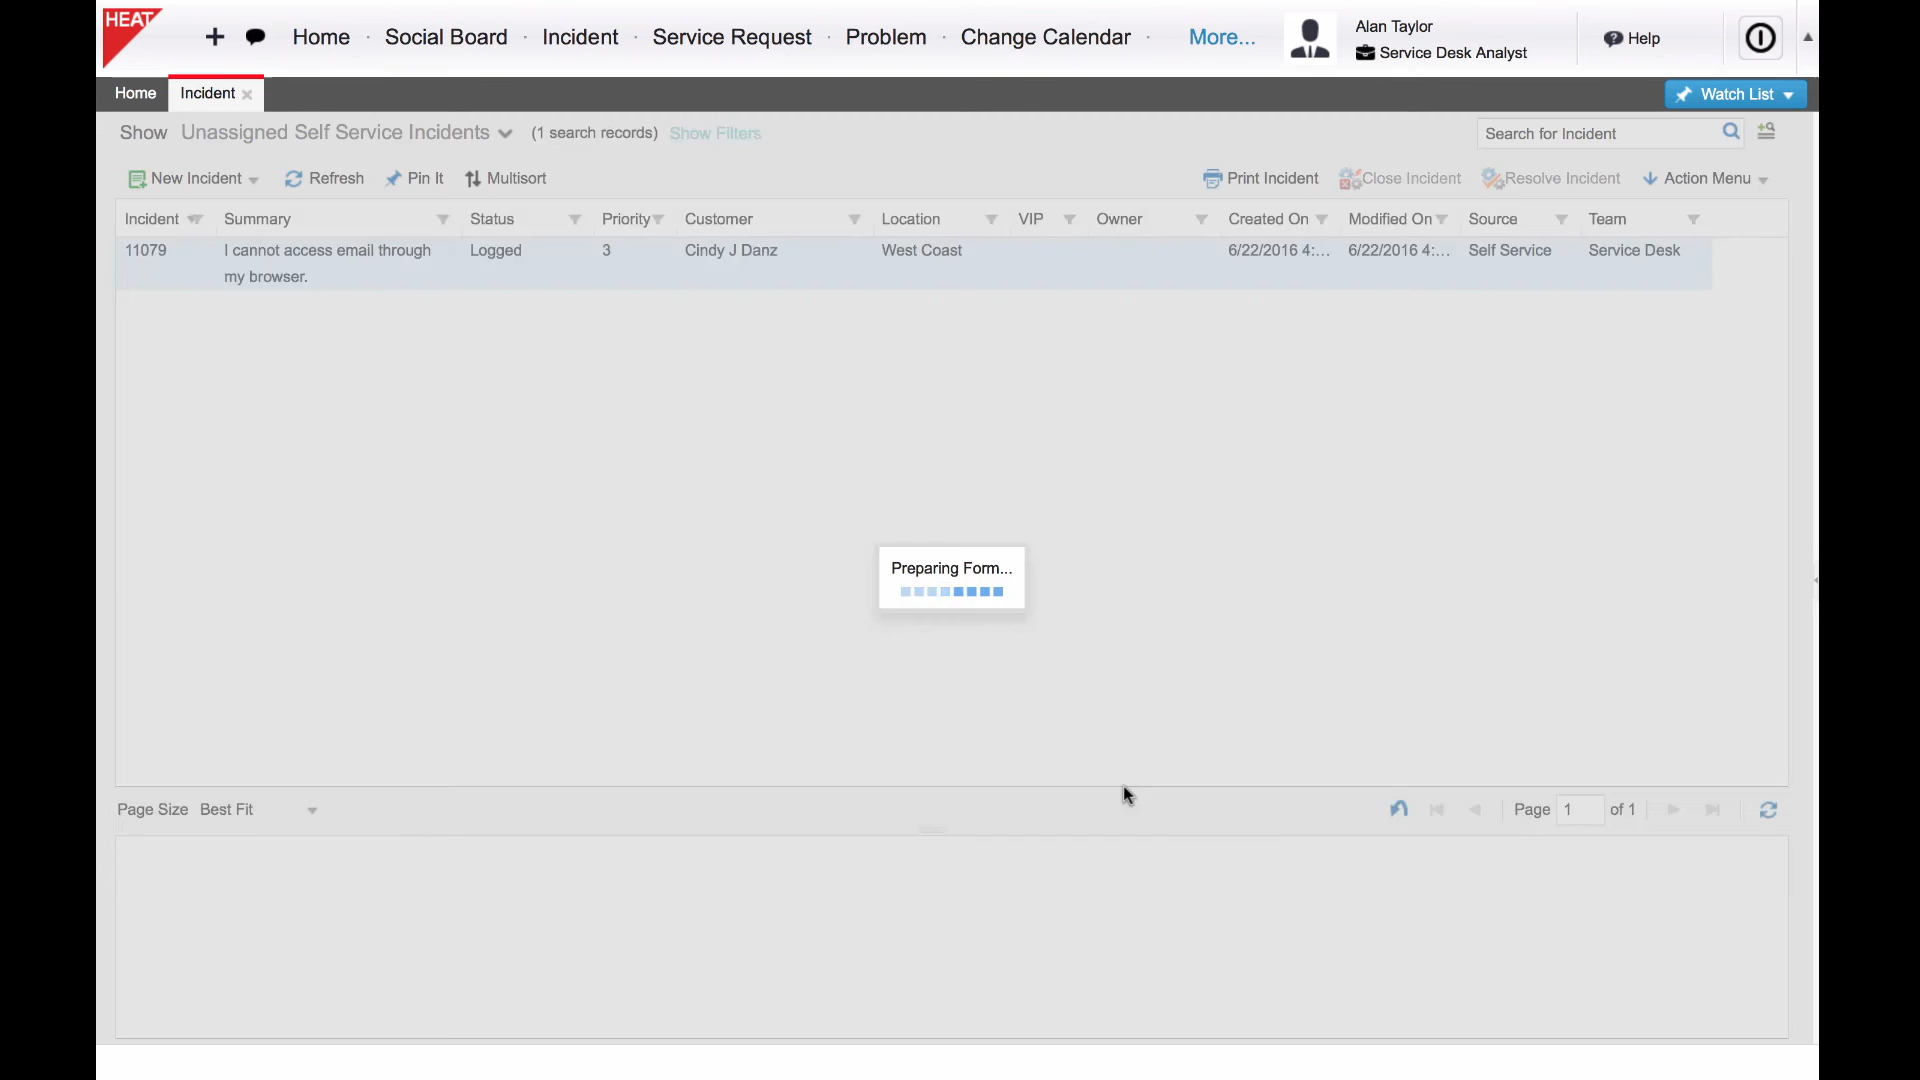 HEAT
Home · Social Board · Incident · Service Request · Problem · Change Calendar · More...
Alan Taylor
Service Desk Analyst
Help
Home
Incident
Watch List
Show Unassigned Self Service Incidents (1 search records) Show Filters
Search for Incident
New Incident Refresh Pin It Multisort Print Incident Close Incident Resolve Incident Action Menu
Incident Summary Status Priority Customer Location VIP Owner Created On Modified On Source Team
11079 I cannot access email through Logged 3 Cindy J Danz West Coast 6/22/2016 4:... 6/22/2016 4:... Self Service Service Desk
my browser.
Preparing Form...
Page Size Best Fit Page 1 of 1